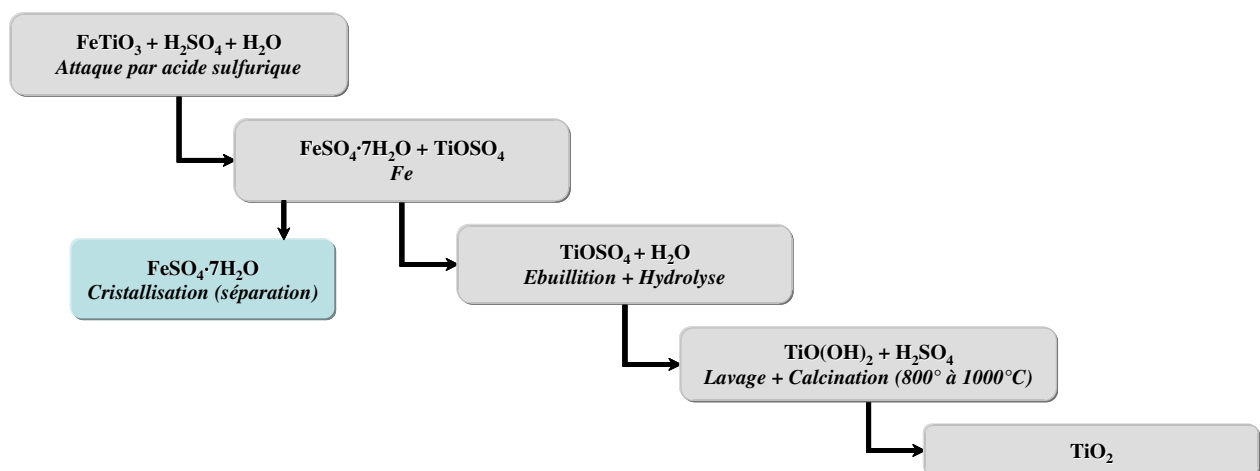 FeTiO₃ + H₂SO₄ + H₂O
Attaque par acide sulfurique
FeSO₄·7H₂O + TiOSO₄
Fe
FeSO₄·7H₂O
Cristallisation (séparation)
TiOSO₄ + H₂O
Ebuillition + Hydrolyse
TiO(OH)₂ + H₂SO₄
Lavage + Calcination (800° à 1000°C)
TiO₂